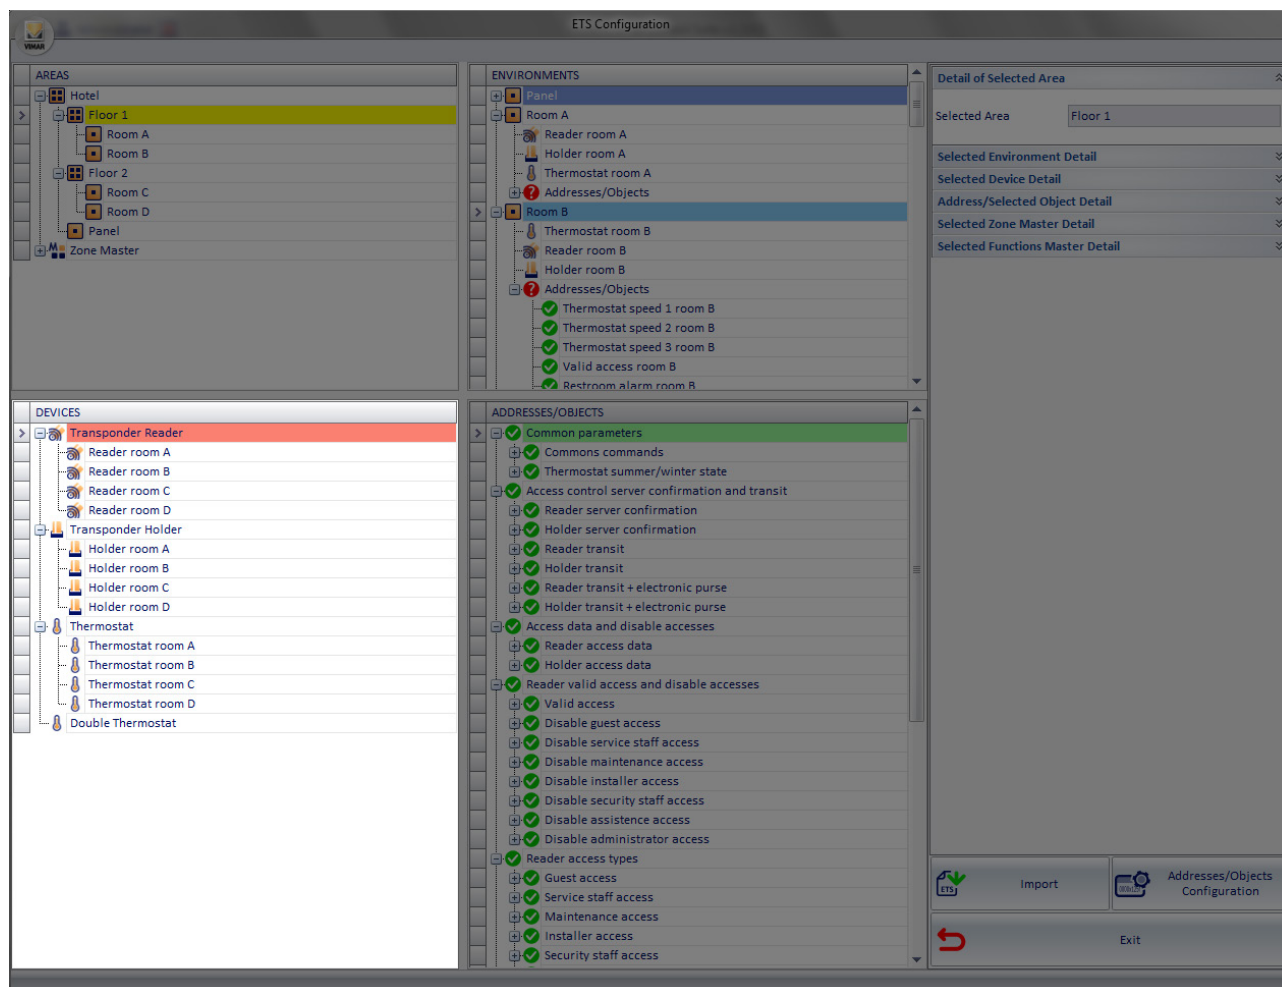 ETS Configuration
VIMAR
AREAS
Hotel
Floor 1
Room A
Room B
Floor 2
Room C
Room D
Panel
Zone Master
ENVIRONMENTS
Panel
Room A
Reader room A
Holder room A
Thermostat room A
Addresses/Objects
Room B
Thermostat room B
Reader room B
Holder room B
Addresses/Objects
Thermostat speed 1 room B
Thermostat speed 2 room B
Thermostat speed 3 room B
Valid access room B
Restroom alarm room B
Detail of Selected Area
Selected Area Floor 1
Selected Environment Detail
Selected Device Detail
Address/Selected Object Detail
Selected Zone Master Detail
Selected Functions Master Detail
DEVICES
Transponder Reader
Reader room A
Reader room B
Reader room C
Reader room D
Transponder Holder
Holder room A
Holder room B
Holder room C
Holder room D
Thermostat
Thermostat room A
Thermostat room B
Thermostat room C
Thermostat room D
Double Thermostat
ADDRESSES/OBJECTS
Common parameters
Commons commands
Thermostat summer/winter state
Access control server confirmation and transit
Reader server confirmation
Holder server confirmation
Reader transit
Holder transit
Reader transit + electronic purse
Holder transit + electronic purse
Access data and disable accesses
Reader access data
Holder access data
Reader valid access and disable accesses
Valid access
Disable guest access
Disable service staff access
Disable maintenance access
Disable installer access
Disable security staff access
Disable assistence access
Disable administrator access
Reader access types
Guest access
Service staff access
Maintenance access
Installer access
Security staff access
ETS
Import
Addresses/Objects
Configuration
Exit